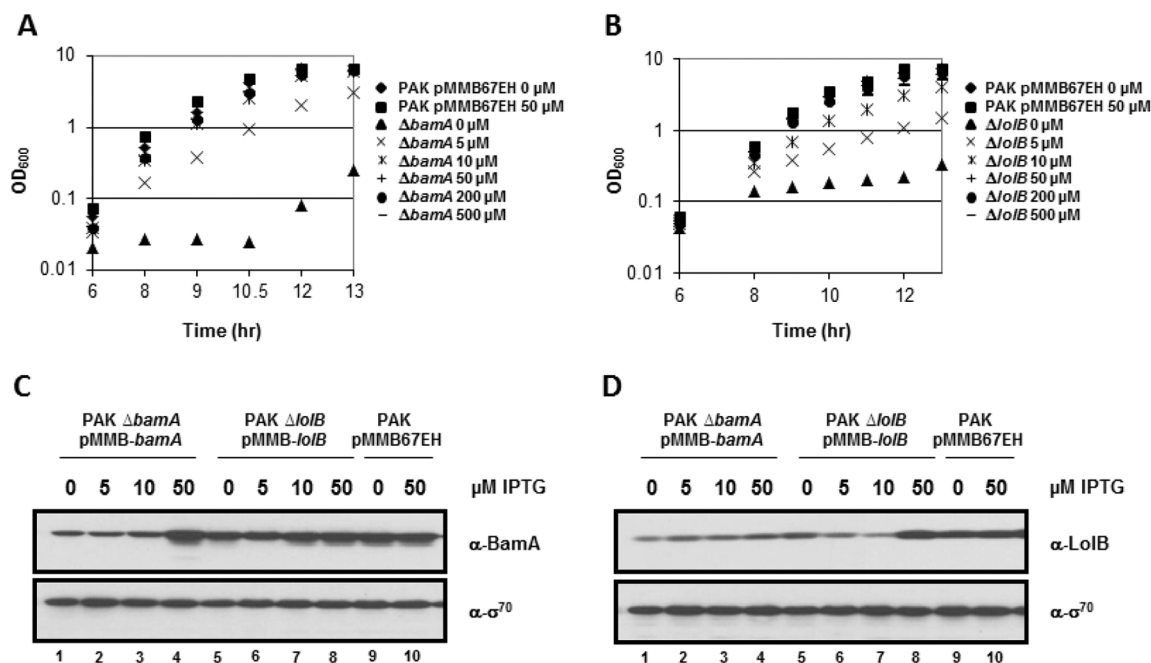 A
10
1
0.1
0.01
OD600
6 8 9 10.5 12 13
Time (hr)
PAK pMMB67EH 0 µM
PAK pMMB67EH 50 µM
ΔbamA 0 µM
ΔbamA 5 µM
ΔbamA 10 µM
ΔbamA 50 µM
ΔbamA 200 µM
ΔbamA 500 µM
B
10
1
0.1
0.01
OD600
6 8 10 12
Time (hr)
PAK pMMB67EH 0 µM
PAK pMMB67EH 50 µM
ΔlolB 0 µM
ΔlolB 5 µM
ΔlolB 10 µM
ΔlolB 50 µM
ΔlolB 200 µM
ΔlolB 500 µM
C
PAK ΔbamA
pMMB-bamA
PAK ΔlolB
pMMB-lolB
PAK
pMMB67EH
0 5 10 50 0 5 10 50 0 50 µM IPTG
α-BamA
α-σ70
1 2 3 4 5 6 7 8 9 10
D
PAK ΔbamA
pMMB-bamA
PAK ΔlolB
pMMB-lolB
PAK
pMMB67EH
0 5 10 50 0 5 10 50 0 50 µM IPTG
α-LolB
α-σ70
1 2 3 4 5 6 7 8 9 10